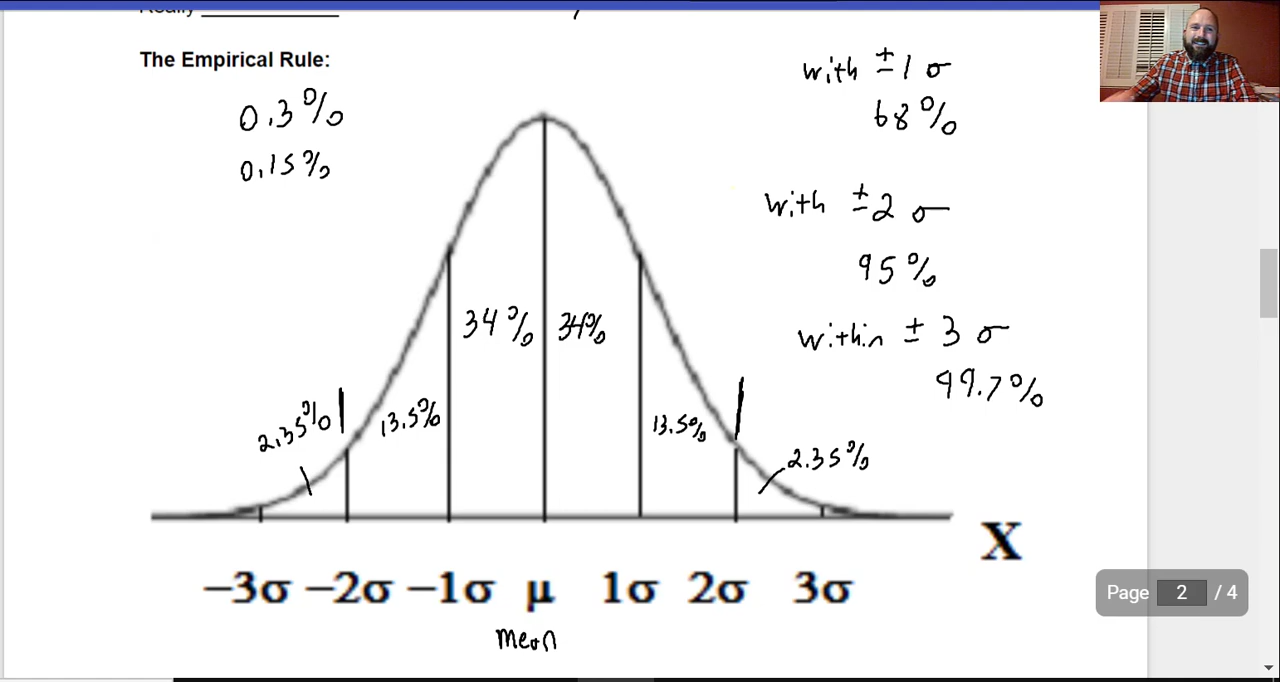 The Empirical Rule:
0.3%
0.15%
with ±1 σ
68%
with ±2 σ
95%
within ± 3 σ
99.7%
34% 34%
2.35% 13.5% 13.5% 2.35%
X
−3σ −2σ −1σ μ 1σ 2σ 3σ
mean
Page 2 / 4